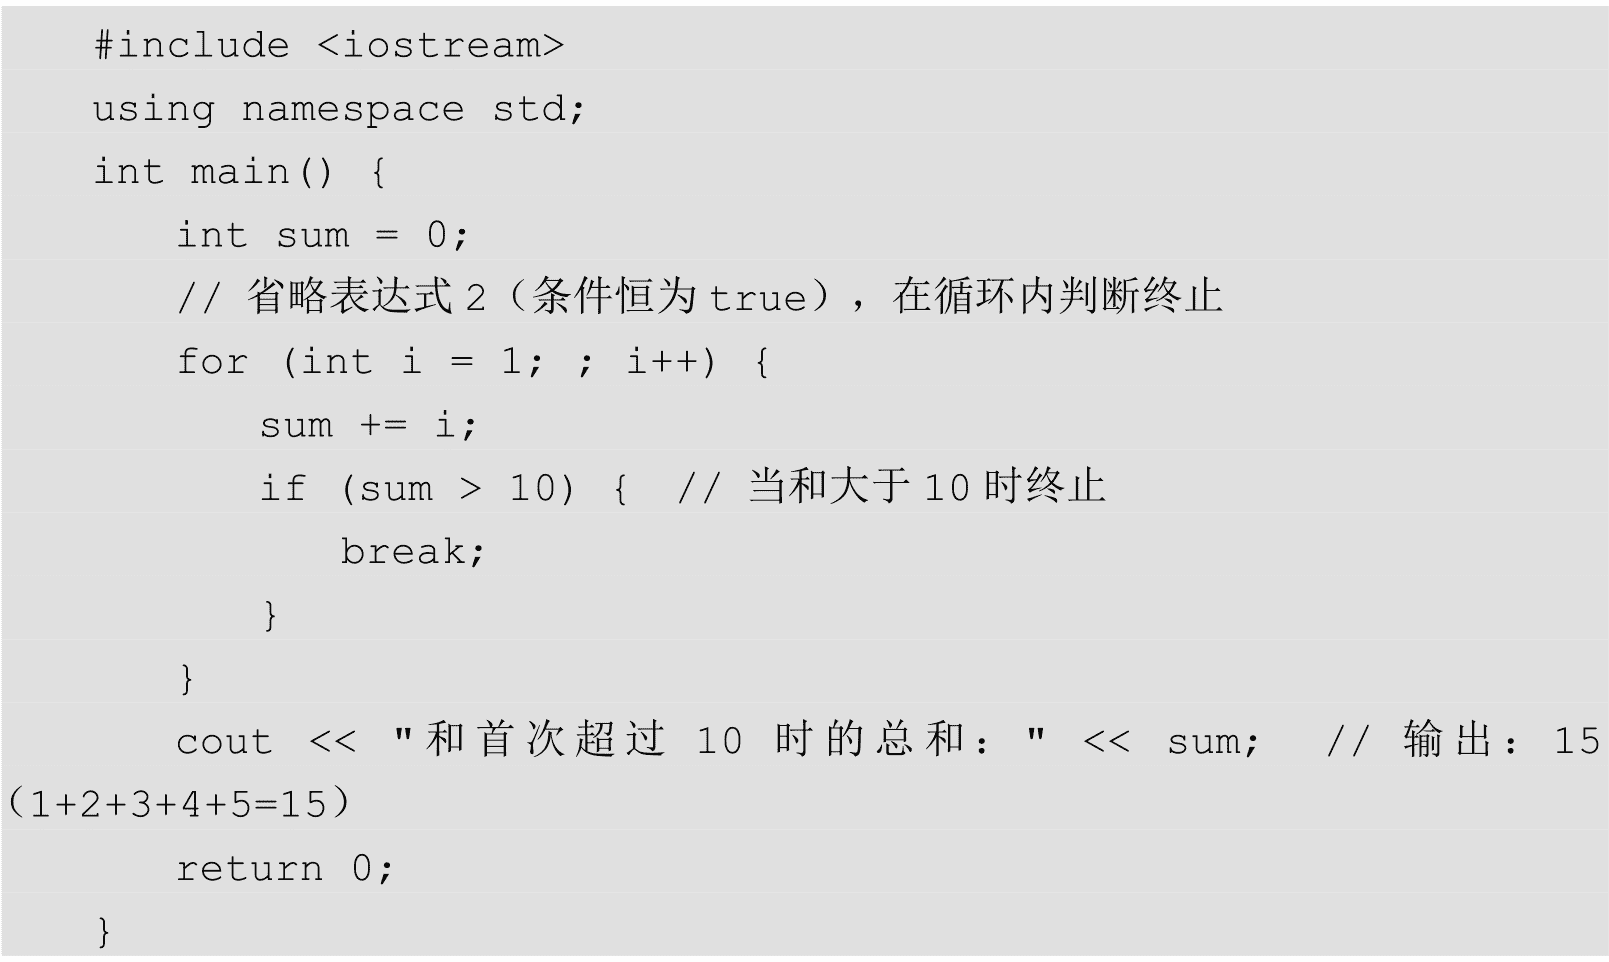 #include <iostream>
using namespace std;
int main() {
    int sum = 0;
    // 省略表达式2（条件恒为true），在循环内判断终止
    for (int i = 1; ; i++) {
        sum += i;
        if (sum > 10) {  // 当和大于10时终止
            break;
        }
    }
    cout << "和首次超过 10 时的总和：" << sum;  // 输出：15
（1+2+3+4+5=15）
    return 0;
}